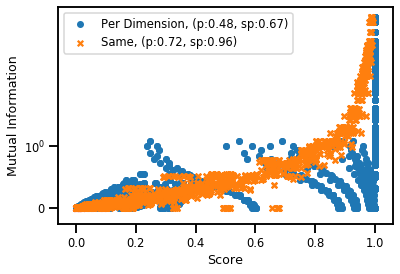 Per Dimension, (p:0.48, sp:0.67)
Same, (p:0.72, sp:0.96)
Mutual Information
10⁰
0
0.0 0.2 0.4 0.6 0.8 1.0
Score